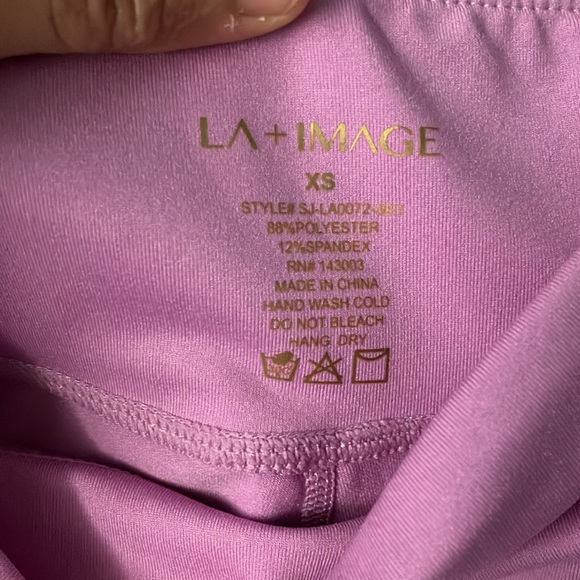 LA+IMAGE
XS
STYLE# SJ-LA0072-
88%POLYESTER
12%SPANDEX
RN# 143003
MADE IN CHINA
HAND WASH COLD
DO NOT BLEACH
HANG DRY